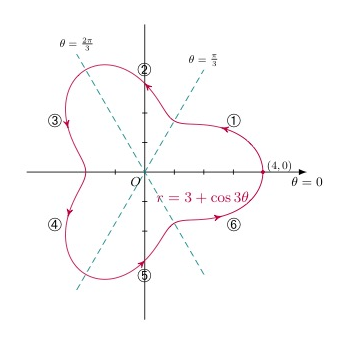 θ = 2π/3
θ = π/3
②
③
①
(4, 0)
O
θ = 0
r = 3 + cos 3θ
④
⑥
⑤